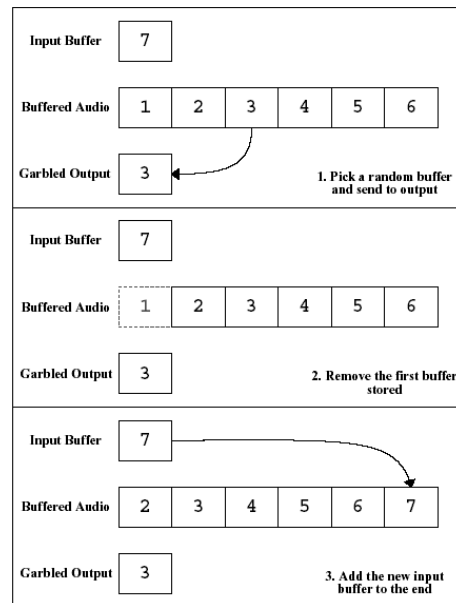 Input Buffer 7
Buffered Audio 1 2 3 4 5 6
Garbled Output 3
1. Pick a random buffer
and send to output
Input Buffer 7
Buffered Audio 1 2 3 4 5 6
Garbled Output 3
2. Remove the first buffer
stored
Input Buffer 7
Buffered Audio 2 3 4 5 6 7
Garbled Output 3
3. Add the new input
buffer to the end